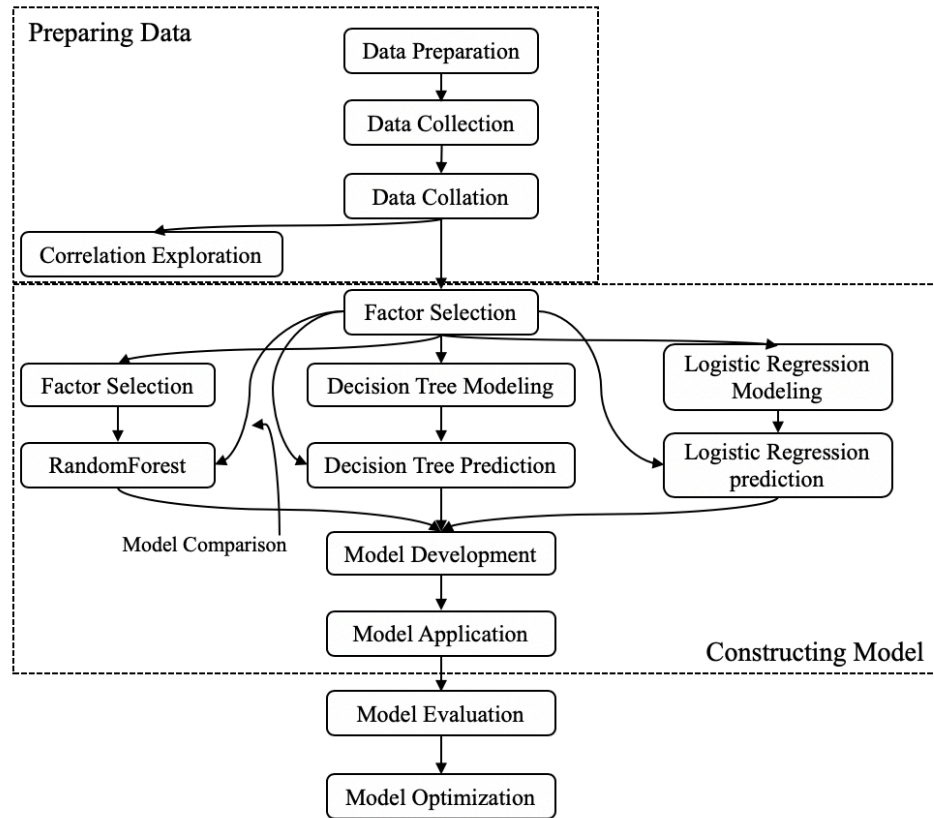 Preparing Data
Data Preparation
Data Collection
Data Collation
Correlation Exploration
Factor Selection
Factor Selection
Decision Tree Modeling
Logistic Regression
Modeling
RandomForest
Decision Tree Prediction
Logistic Regression
prediction
Model Comparison
Model Development
Model Application
Constructing Model
Model Evaluation
Model Optimization